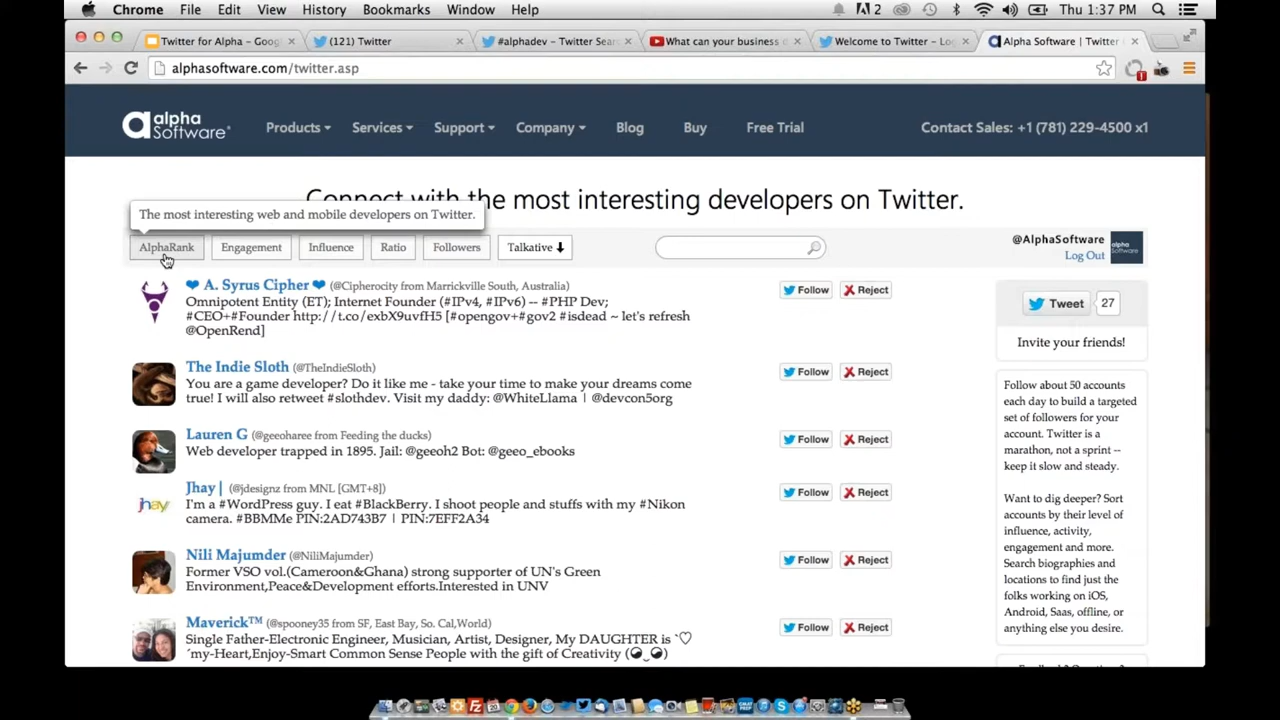 Chrome File Edit View History Bookmarks Window Help 2 Thu 1:37 PM
Twitter for Alpha - Goog (121) Twitter #alphadev - Twitter Sear What can your business d Welcome to Twitter - Lo Alpha Software | Twitter
alphasoftware.com/twitter.asp
alpha Software Products Services Support Company Blog Buy Free Trial Contact Sales: +1 (781) 229-4500 x1
Connect with the most interesting developers on Twitter.
The most interesting web and mobile developers on Twitter.
AlphaRank Engagement Influence Ratio Followers Talkative @AlphaSoftware
Log Out
❤ A. Syrus Cipher ❤ (@Cipherocity from Marrickville South, Australia) Follow Reject
Omnipotent Entity (ET); Internet Founder (#IPv4, #IPv6) -- #PHP Dev;
#CEO+#Founder http://t.co/exbX9uvfH5 [#opengov+#gov2 #isdead ~ let's refresh
@OpenRend]
The Indie Sloth (@TheIndieSloth) Follow Reject
You are a game developer? Do it like me - take your time to make your dreams come
true! I will also retweet #slothdev. Visit my daddy: @WhiteLlama | @devcon5org
Lauren G (@geeoharee from Feeding the ducks) Follow Reject
Web developer trapped in 1895. Jail: @geeoh2 Bot: @geeo_ebooks
jhay
Jhay | (@jdesignz from MNL [GMT+8]) Follow Reject
I'm a #WordPress guy. I eat #BlackBerry. I shoot people and stuffs with my #Nikon
camera. #BBMMe PIN:2AD743B7 | PIN:7EFF2A34
Nili Majumder (@NiliMajumder) Follow Reject
Former VSO vol.(Cameroon&Ghana) strong supporter of UN's Green
Environment,Peace&Development efforts.Interested in UNV
Maverick™ (@spooney35 from SF, East Bay, So. Cal,World) Follow Reject
Single Father-Electronic Engineer, Musician, Artist, Designer, My DAUGHTER is `♡
´my-Heart,Enjoy-Smart Common Sense People with the gift of Creativity
Tweet 27
Invite your friends!
Follow about 50 accounts
each day to build a targeted
set of followers for your
account. Twitter is a
marathon, not a sprint --
keep it slow and steady.
Want to dig deeper? Sort
accounts by their level of
influence, activity,
engagement and more.
Search biographies and
locations to find just the
folks working on iOS,
Android, Saas, offline, or
anything else you desire.